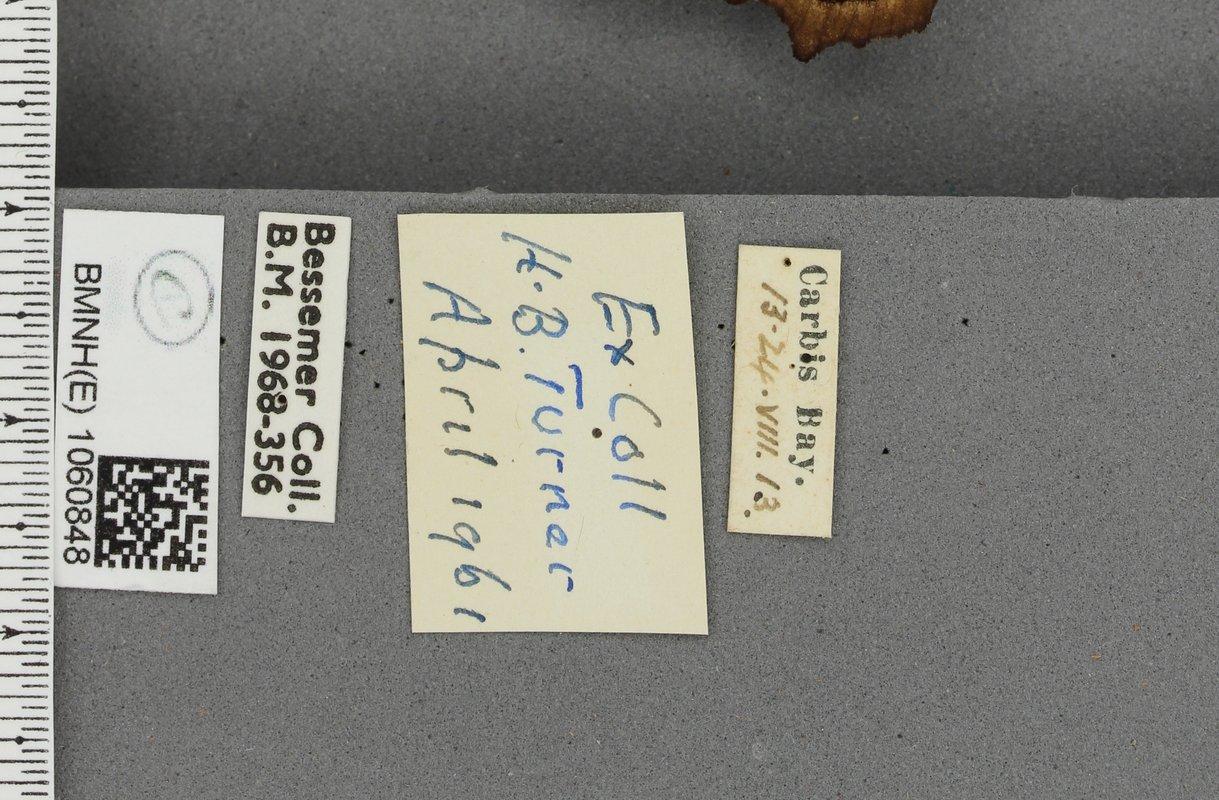 Carbis Bay.
13-24.VIII.13.
Ex Coll
H.B. Turner
April 1961
Bessemer Coll.
B.M. 1968-356
BMNH(E) 1060848